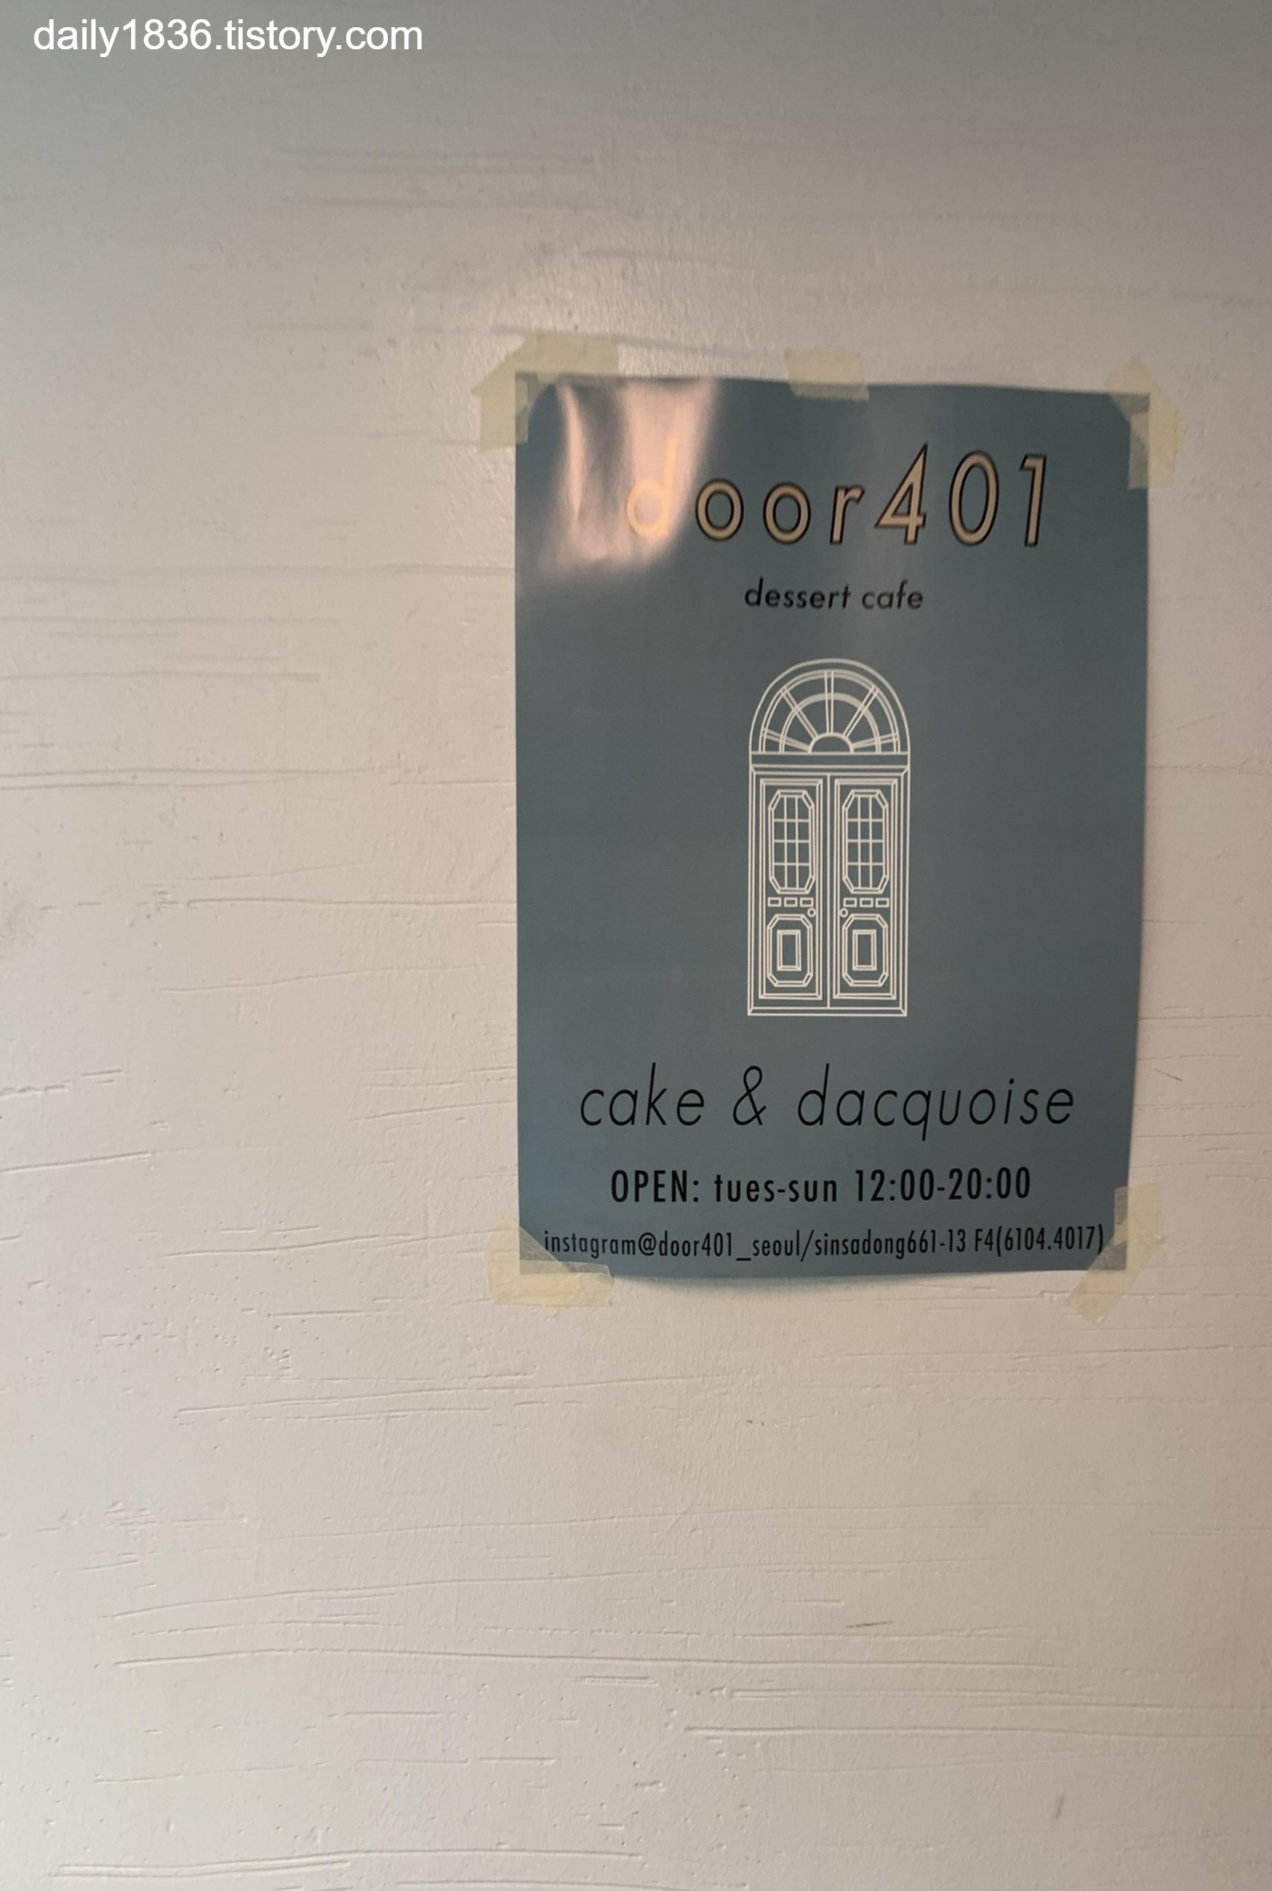 daily1836.tistory.com
door401
dessert cafe
cake & dacquoise
OPEN: tues-sun 12:00-20:00
instagram@door401_seoul/sinsadong661-13 F4(6104.4017)